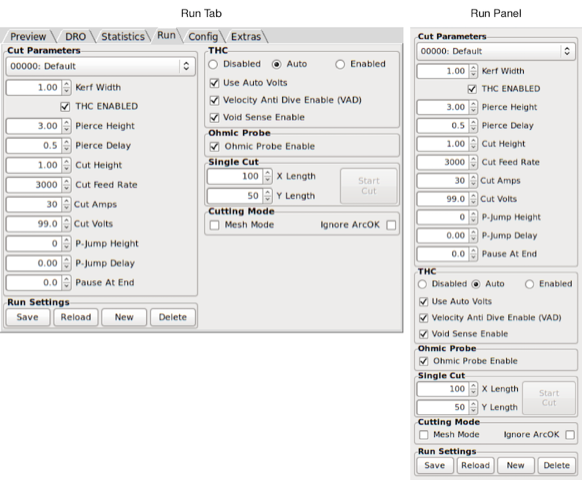 Run Tab
Preview DRO Statistics Run Config Extras
Cut Parameters
00000: Default
1.00 Kerf Width
THC ENABLED
3.00 Pierce Height
0.5 Pierce Delay
1.00 Cut Height
3000 Cut Feed Rate
30 Cut Amps
99.0 Cut Volts
0 P-Jump Height
0.00 P-Jump Delay
0.0 Pause At End
Run Settings
Save Reload New Delete
THC
Disabled Auto Enabled
Use Auto Volts
Velocity Anti Dive Enable (VAD)
Void Sense Enable
Ohmic Probe
Ohmic Probe Enable
Single Cut
100 X Length
50 Y Length
Start
Cut
Cutting Mode
Mesh Mode Ignore ArcOK
Run Panel
Cut Parameters
00000: Default
1.00 Kerf Width
THC ENABLED
3.00 Pierce Height
0.5 Pierce Delay
1.00 Cut Height
3000 Cut Feed Rate
30 Cut Amps
99.0 Cut Volts
0 P-Jump Height
0.00 P-Jump Delay
0.0 Pause At End
THC
Disabled Auto Enabled
Use Auto Volts
Velocity Anti Dive Enable (VAD)
Void Sense Enable
Ohmic Probe
Ohmic Probe Enable
Single Cut
100 X Length
50 Y Length
Start
Cut
Cutting Mode
Mesh Mode Ignore ArcOK
Run Settings
Save Reload New Delete